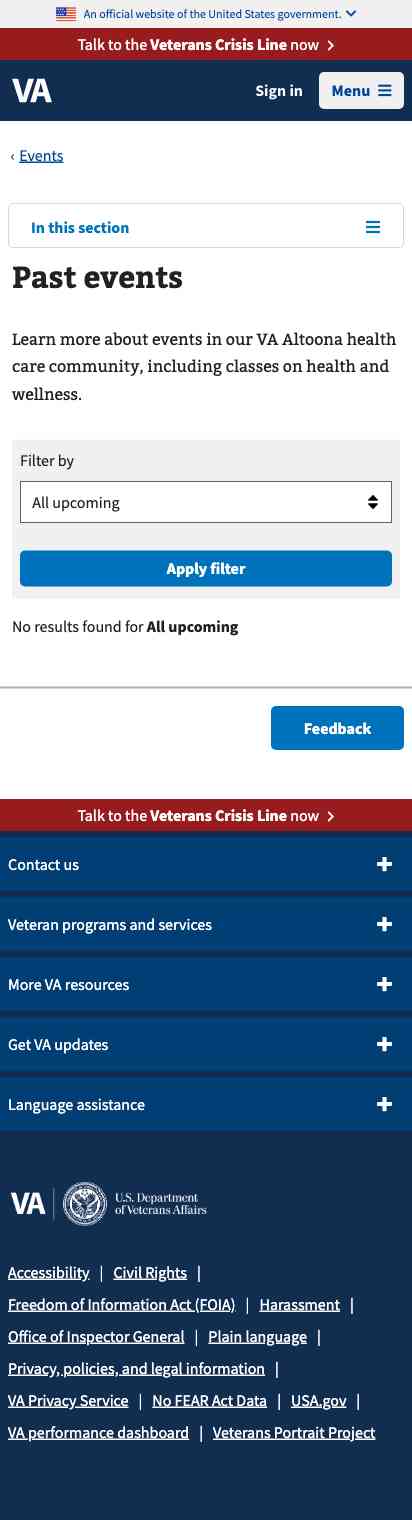 An official website of the United States government.
Talk to the Veterans Crisis Line now
VA
Sign in
Menu
‹ Events
In this section
Past events
Learn more about events in our VA Altoona health
care community, including classes on health and
wellness.
Filter by
All upcoming
Apply filter
No results found for All upcoming
Feedback
Talk to the Veterans Crisis Line now
Contact us
Veteran programs and services
More VA resources
Get VA updates
Language assistance
VA
U.S. Department
of Veterans Affairs
Accessibility | Civil Rights |
Freedom of Information Act (FOIA) | Harassment |
Office of Inspector General | Plain language |
Privacy, policies, and legal information |
VA Privacy Service | No FEAR Act Data | USA.gov |
VA performance dashboard | Veterans Portrait Project